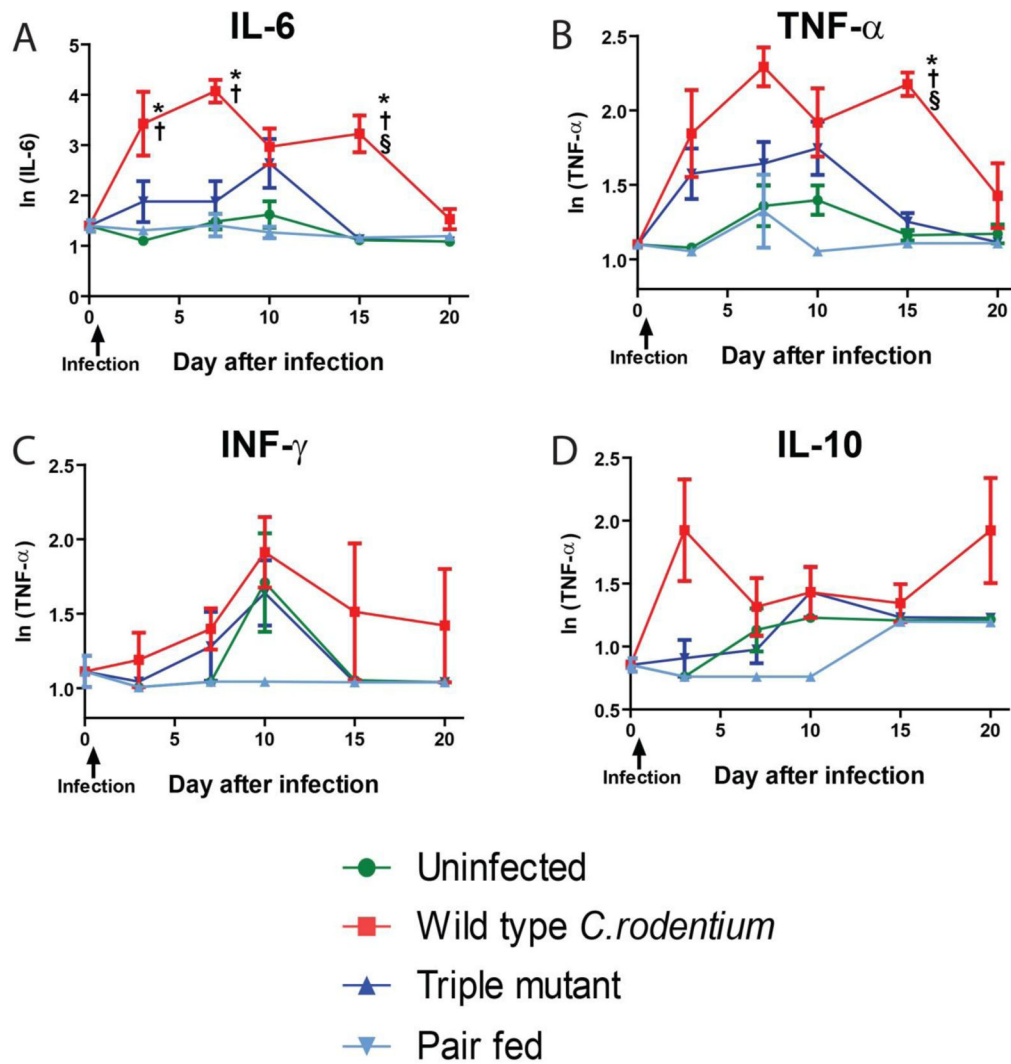 A
IL-6
5
4
3
2
1
0
ln (IL-6)
*
†
*
†
*
†
§
0 5 10 15 20
Infection
Day after infection
B
TNF-α
2.5
2.0
1.5
1.0
ln (TNF-α)
*
†
§
0 5 10 15 20
Infection
Day after infection
C
INF-γ
2.5
2.0
1.5
1.0
ln (TNF-α)
0 5 10 15 20
Infection
Day after infection
D
IL-10
2.5
2.0
1.5
1.0
0.5
ln (TNF-α)
0 5 10 15 20
Infection
Day after infection
Uninfected
Wild type C.rodentium
Triple mutant
Pair fed